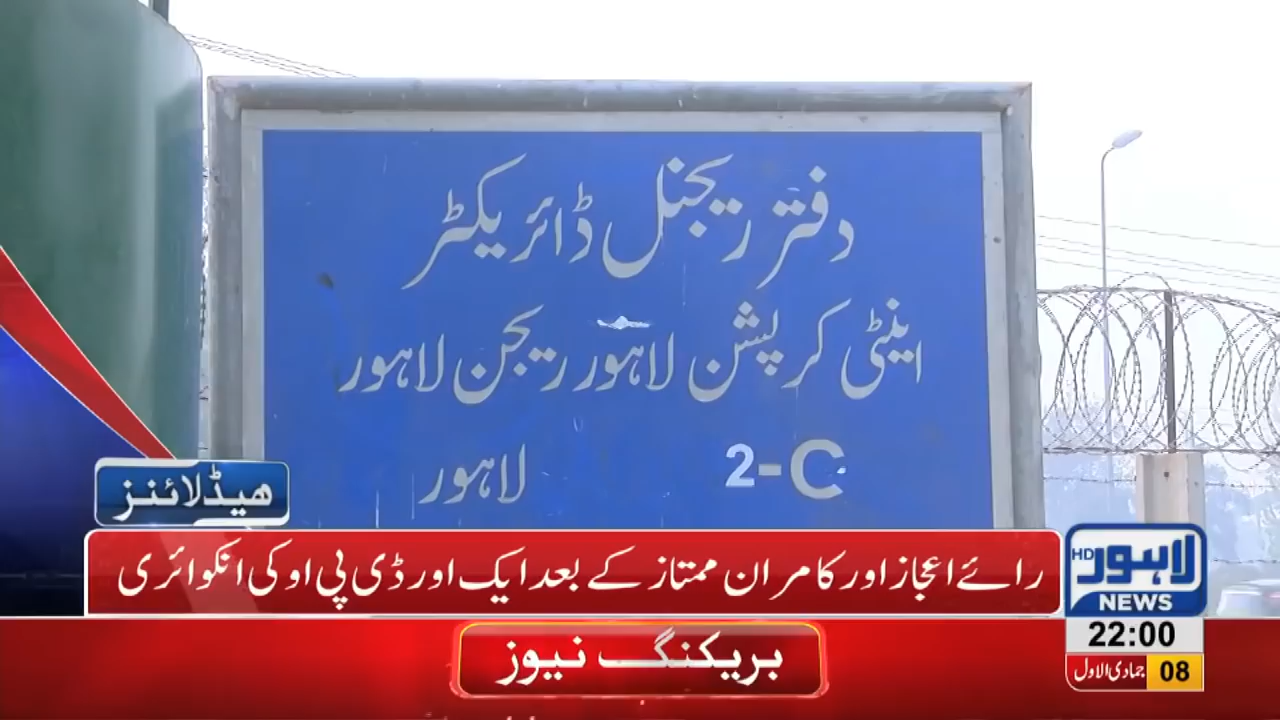 دفتر ریجنل ڈائریکٹر
اینٹی کرپشن لاہور ریجن لاہور
2-C لاہور
ھیڈلائنز
رائے اعجاز اور کامران ممتاز کے بعد ایک اور ڈی پی او کی انکوائری
لاہور HD
NEWS
22:00
08 جمادی الاول
بریکنگ نیوز